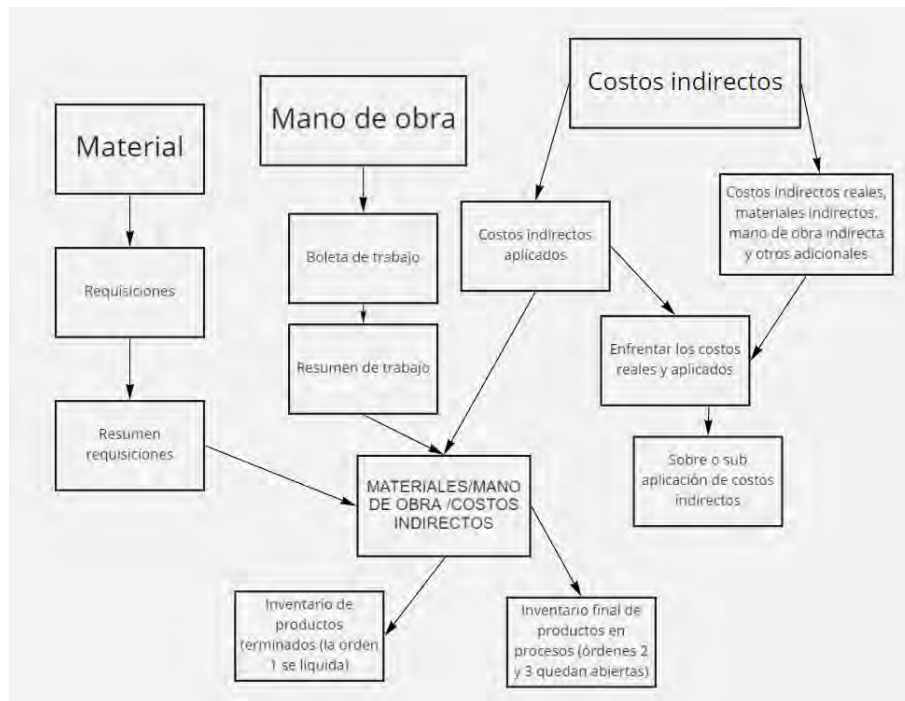 Costos indirectos
Mano de obra
Material
Costos indirectos reales,
materiales indirectos,
mano de obra indirecta
y otros adicionales
Costos indirectos
aplicados
Boleta de trabajo
Requisiciones
Enfrentar los costos
reales y aplicados
Resumen de trabajo
Resumen
requisiciones
Sobre o sub
aplicación de costos
indirectos
MATERIALES/MANO
DE OBRA /COSTOS
INDIRECTOS
Inventario de
productos
terminados (la orden
1 se liquida)
Inventario final de
productos en
procesos (órdenes 2
y 3 quedan abiertas)